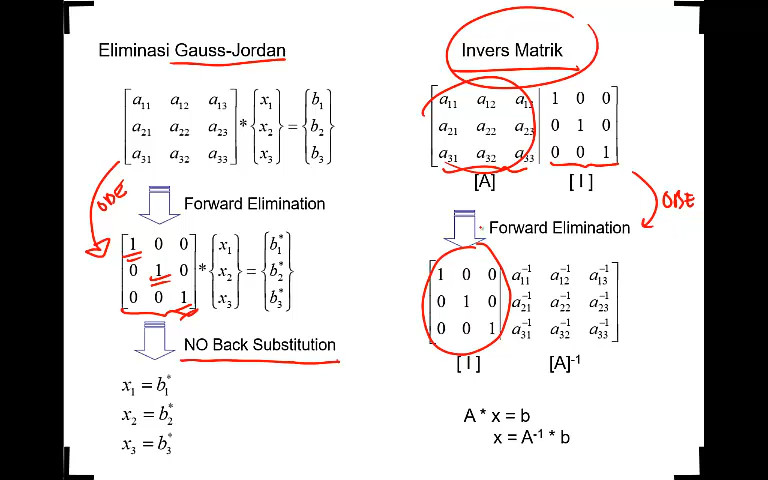 Eliminasi Gauss-Jordan
a11 a12 a13 x1 b1
a21 a22 a23 * x2 = b2
a31 a32 a33 x3 b3
OBE
Forward Elimination
1 0 0 x1 b1*
0 1 0 * x2 = b2*
0 0 1 x3 b3*
NO Back Substitution
x1 = b1*
x2 = b2*
x3 = b3*
Invers Matrik
a11 a12 a13 | 1 0 0
a21 a22 a23 | 0 1 0
a31 a32 a33 | 0 0 1
[A] [ I ]
OBE
Forward Elimination
1 0 0 | a11^-1 a12^-1 a13^-1
0 1 0 | a21^-1 a22^-1 a23^-1
0 0 1 | a31^-1 a32^-1 a33^-1
[ I ] [A]-1
A * x = b
x = A-1 * b